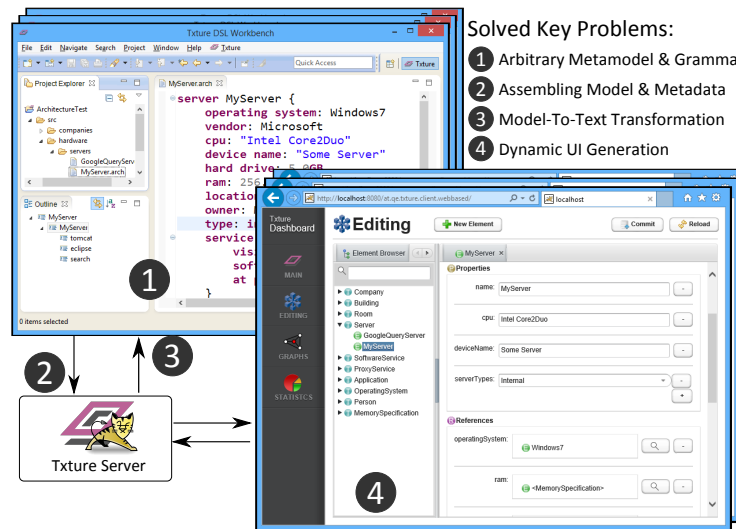 Txture DSL Workbench
File Edit Navigate Search Project Window Help Txture
Quick Access
Txture
Project Explorer
ArchitectureTest
src
companies
hardware
servers
GoogleQueryServ
MyServer.arch
Outline
MyServer
MyServer
tomcat
eclipse
search
0 items selected
MyServer.arch
server MyServer {
operating system: Windows7
vendor: Microsoft
cpu: "Intel Core2Duo"
device name: "Some Server"
hard drive: 5.0GB
ram: 256
location
owner:
type: in
service
vis
sof
at
}
1
Solved Key Problems:
1 Arbitrary Metamodel & Gramma
2 Assembling Model & Metadata
3 Model-To-Text Transformation
4 Dynamic UI Generation
2
3
Txture Server
http://localhost:8080/at.qe.txture.client.webbased/
localhost
Txture
Dashboard
MAIN
EDITING
GRAPHS
STATISTICS
Editing
New Element
Commit
Reload
Element Browser
Company
Building
Room
Server
GoogleQueryServer
MyServer
SoftwareService
ProxyService
Application
OperatingSystem
Person
MemorySpecification
4
MyServer
Properties
name: MyServer -
cpu: Intel Core2Duo -
deviceName: Some Server -
serverTypes: Internal -
+
References
operatingSystem: Windows7 -
ram: <MemorySpecification> -